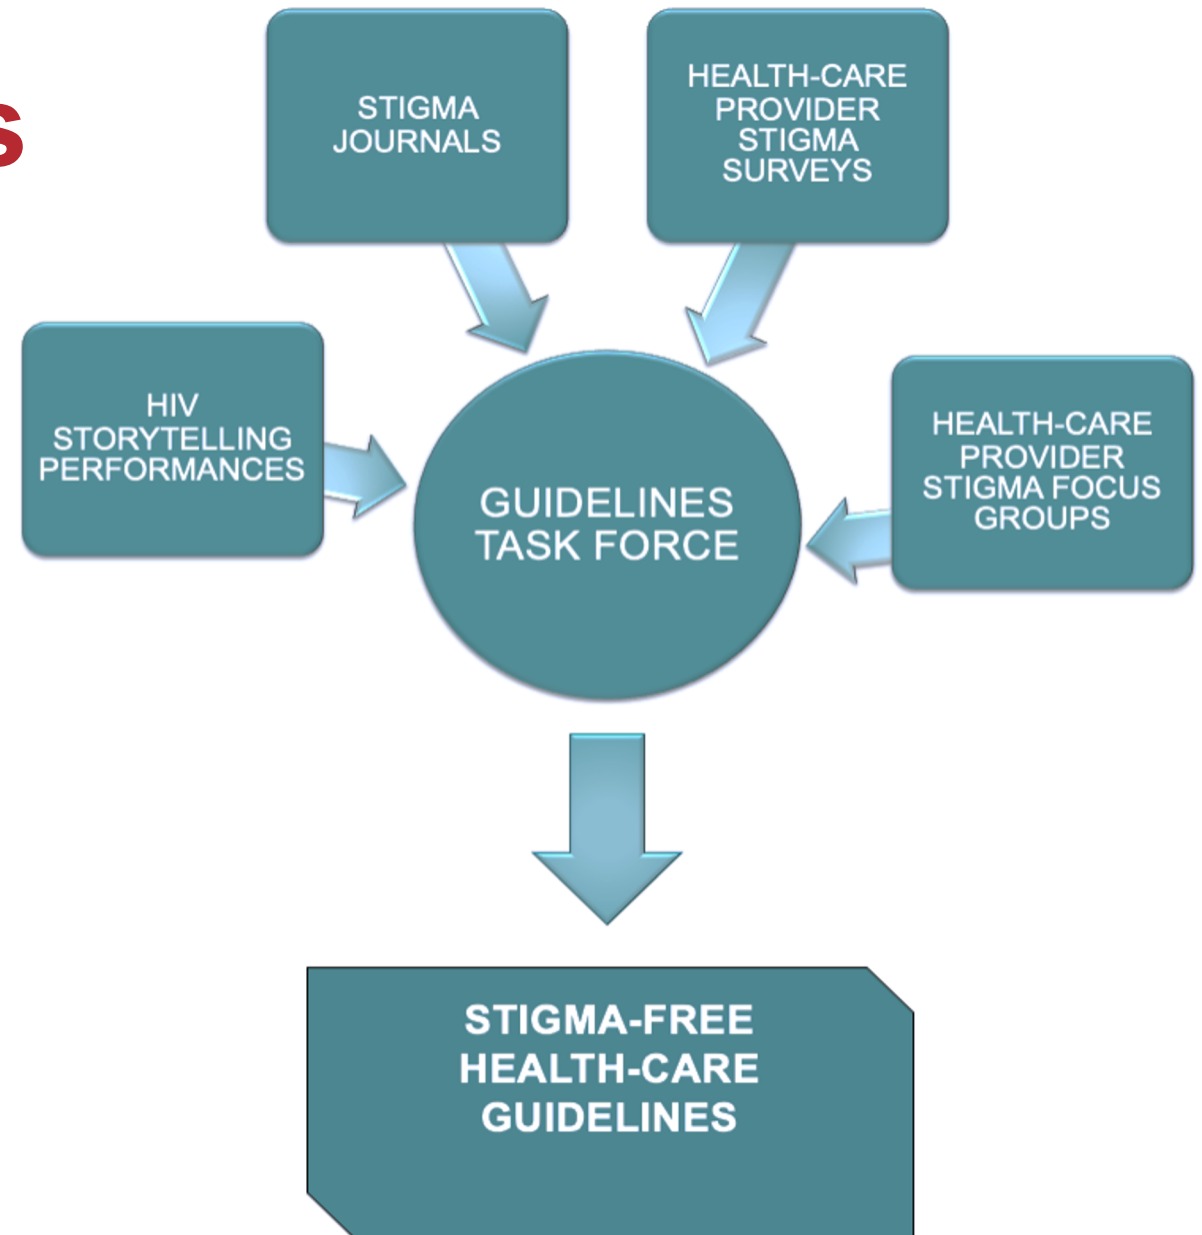 s
STIGMA
JOURNALS
HEALTH-CARE
PROVIDER
STIGMA
SURVEYS
HIV
STORYTELLING
PERFORMANCES
HEALTH-CARE
PROVIDER
STIGMA FOCUS
GROUPS
GUIDELINES
TASK FORCE
STIGMA-FREE
HEALTH-CARE
GUIDELINES